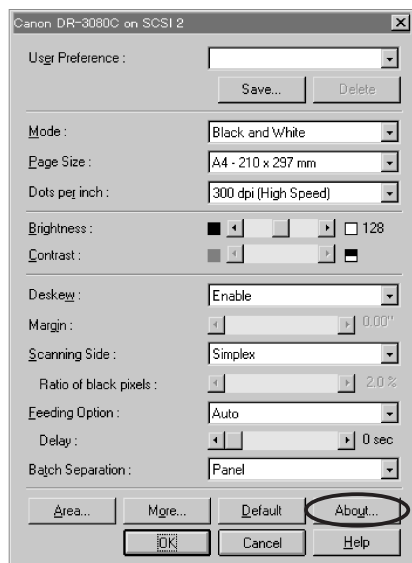 Canon DR-3080C on SCSI 2
User Preference :
Save... Delete
Mode : Black and White
Page Size : A4 - 210 x 297 mm
Dots per inch : 300 dpi (High Speed)
Brightness : 128
Contrast :
Deskew : Enable
Margin : 0.00"
Scanning Side : Simplex
Ratio of black pixels : 2.0 %
Feeding Option : Auto
Delay : 0 sec
Batch Separation : Panel
Area... More... Default About...
OK Cancel Help